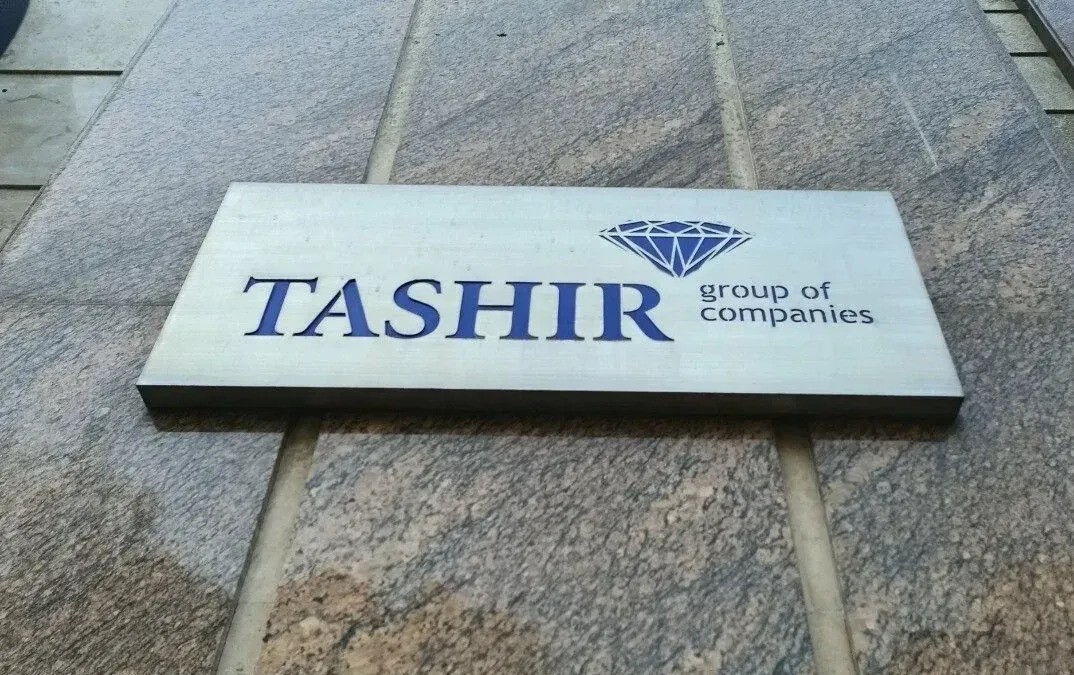 TASHIR
group of
companies